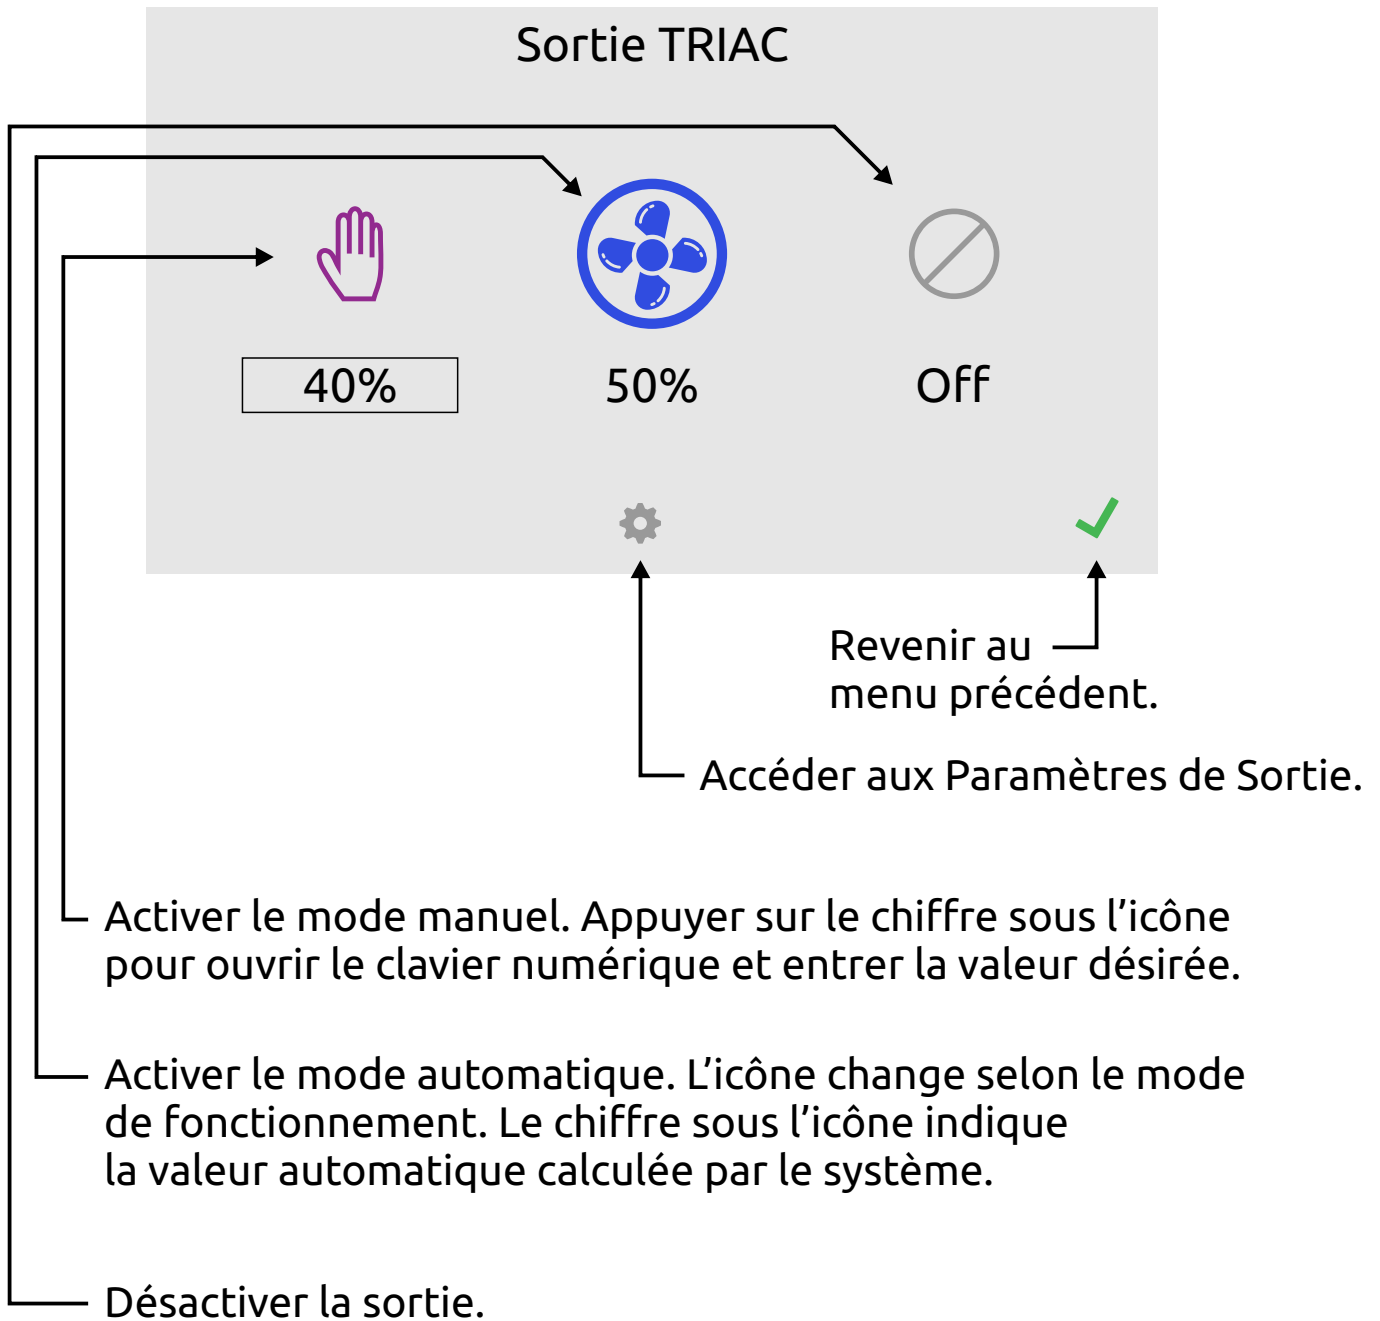 Sortie TRIAC
40%
50%
Off
Revenir au
menu précédent.
Accéder aux Paramètres de Sortie.
Activer le mode manuel. Appuyer sur le chiffre sous l’icône
pour ouvrir le clavier numérique et entrer la valeur désirée.
Activer le mode automatique. L’icône change selon le mode
de fonctionnement. Le chiffre sous l’icône indique
la valeur automatique calculée par le système.
Désactiver la sortie.